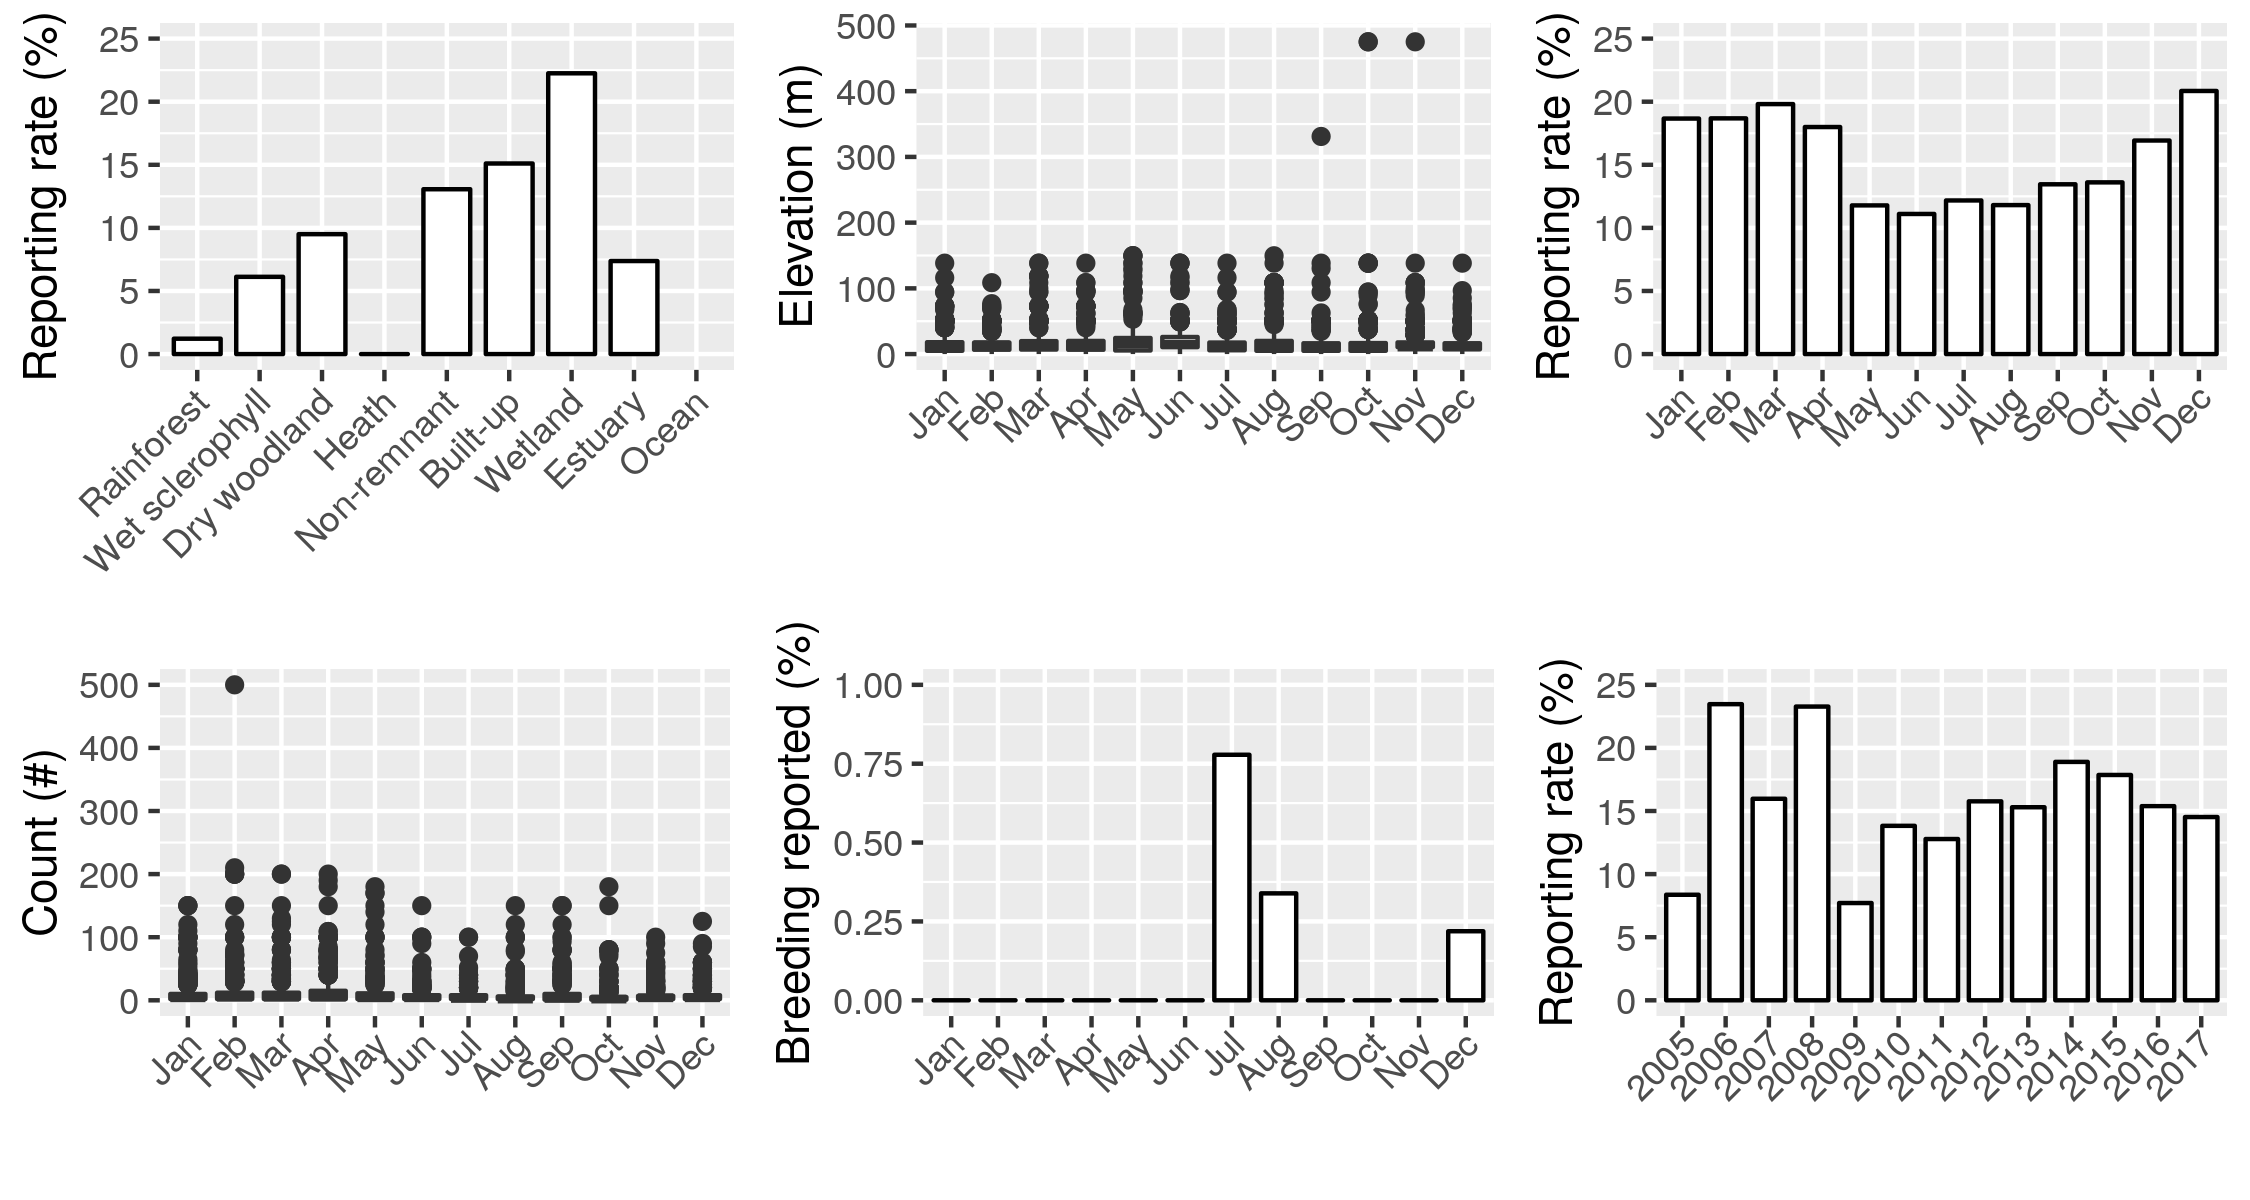 Reporting rate (%)
25
20
15
10
5
0
Rainforest
Wet sclerophyll
Dry woodland
Heath
Non-remnant
Built-up
Wetland
Estuary
Ocean
Elevation (m)
500
400
300
200
100
0
Jan
Feb
Mar
Apr
May
Jun
Jul
Aug
Sep
Oct
Nov
Dec
Reporting rate (%)
25
20
15
10
5
0
Jan
Feb
Mar
Apr
May
Jun
Jul
Aug
Sep
Oct
Nov
Dec
Count (#)
500
400
300
200
100
0
Jan
Feb
Mar
Apr
May
Jun
Jul
Aug
Sep
Oct
Nov
Dec
Breeding reported (%)
1.00
0.75
0.50
0.25
0.00
Jan
Feb
Mar
Apr
May
Jun
Jul
Aug
Sep
Oct
Nov
Dec
Reporting rate (%)
25
20
15
10
5
0
2005
2006
2007
2008
2009
2010
2011
2012
2013
2014
2015
2016
2017